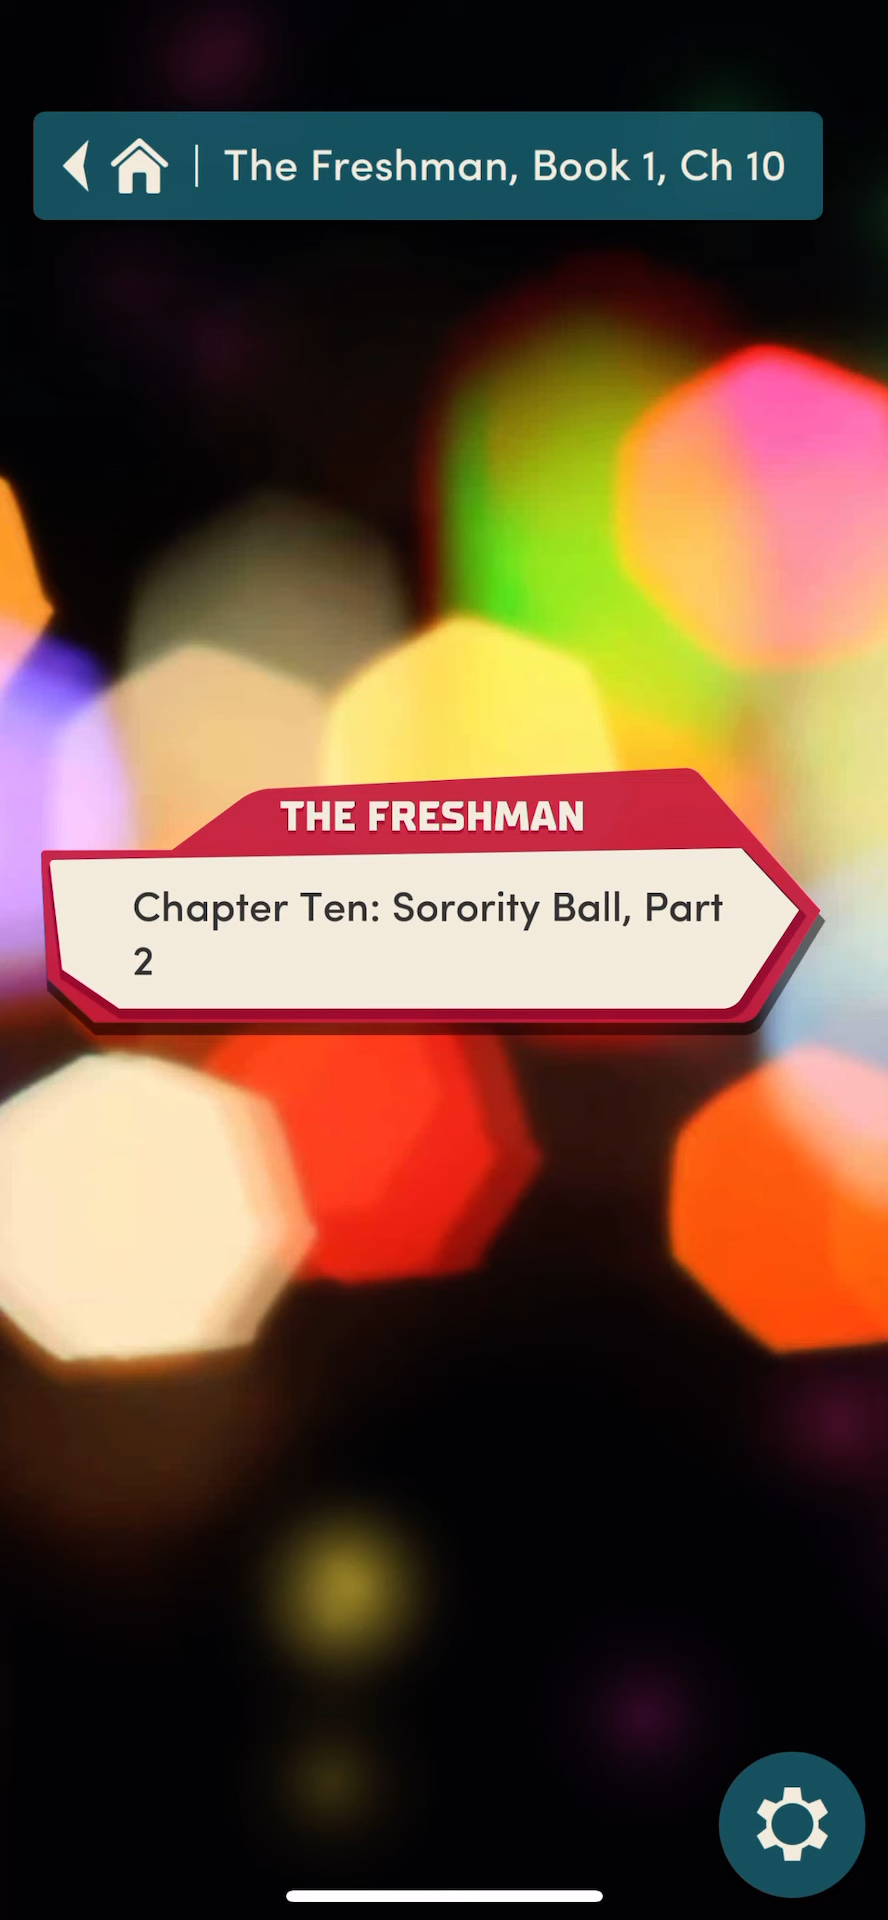 The Freshman, Book 1, Ch 10
THE FRESHMAN
Chapter Ten: Sorority Ball, Part
2